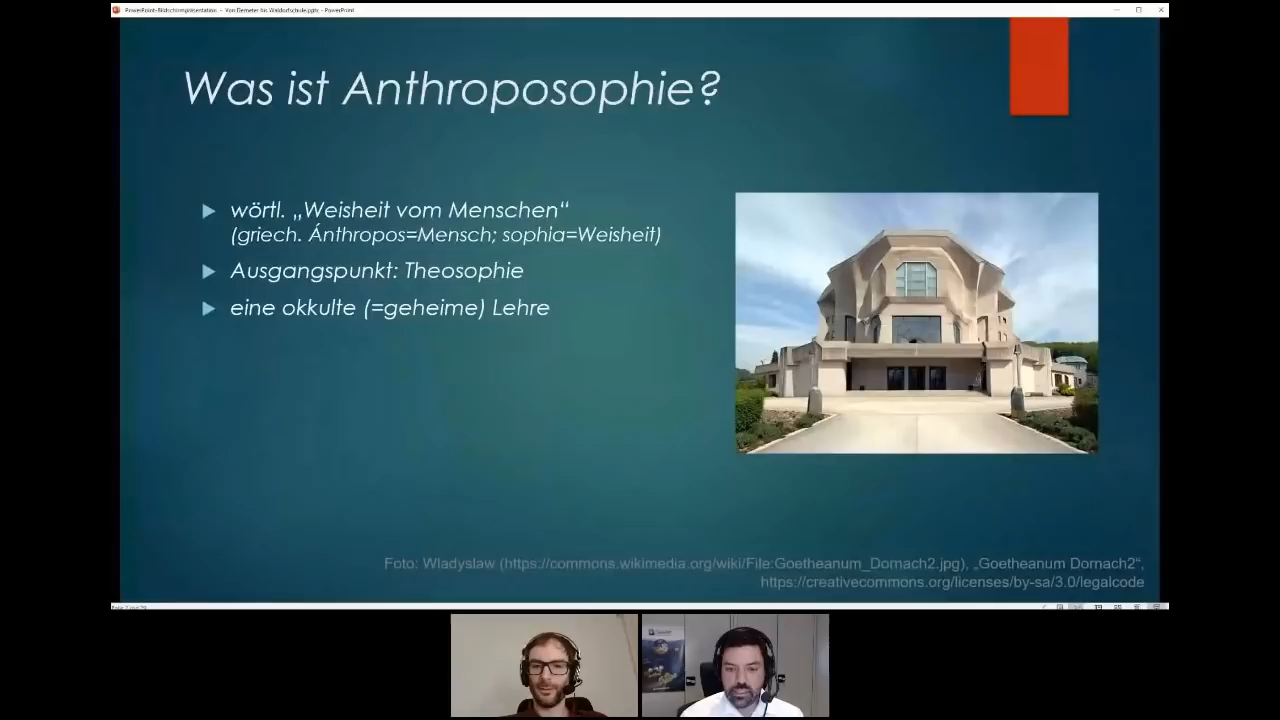 PowerPoint-Bildschirmpräsentation - Von Demeter bis Waldorfschule.pptx - PowerPoint
Was ist Anthroposophie?
wörtl. „Weisheit vom Menschen“
(griech. Ánthropos=Mensch; sophia=Weisheit)
Ausgangspunkt: Theosophie
eine okkulte (=geheime) Lehre
Foto: Wladyslaw (https://commons.wikimedia.org/wiki/File:Goetheanum_Dornach2.jpg), „Goetheanum Dornach2“,
https://creativecommons.org/licenses/by-sa/3.0/legalcode